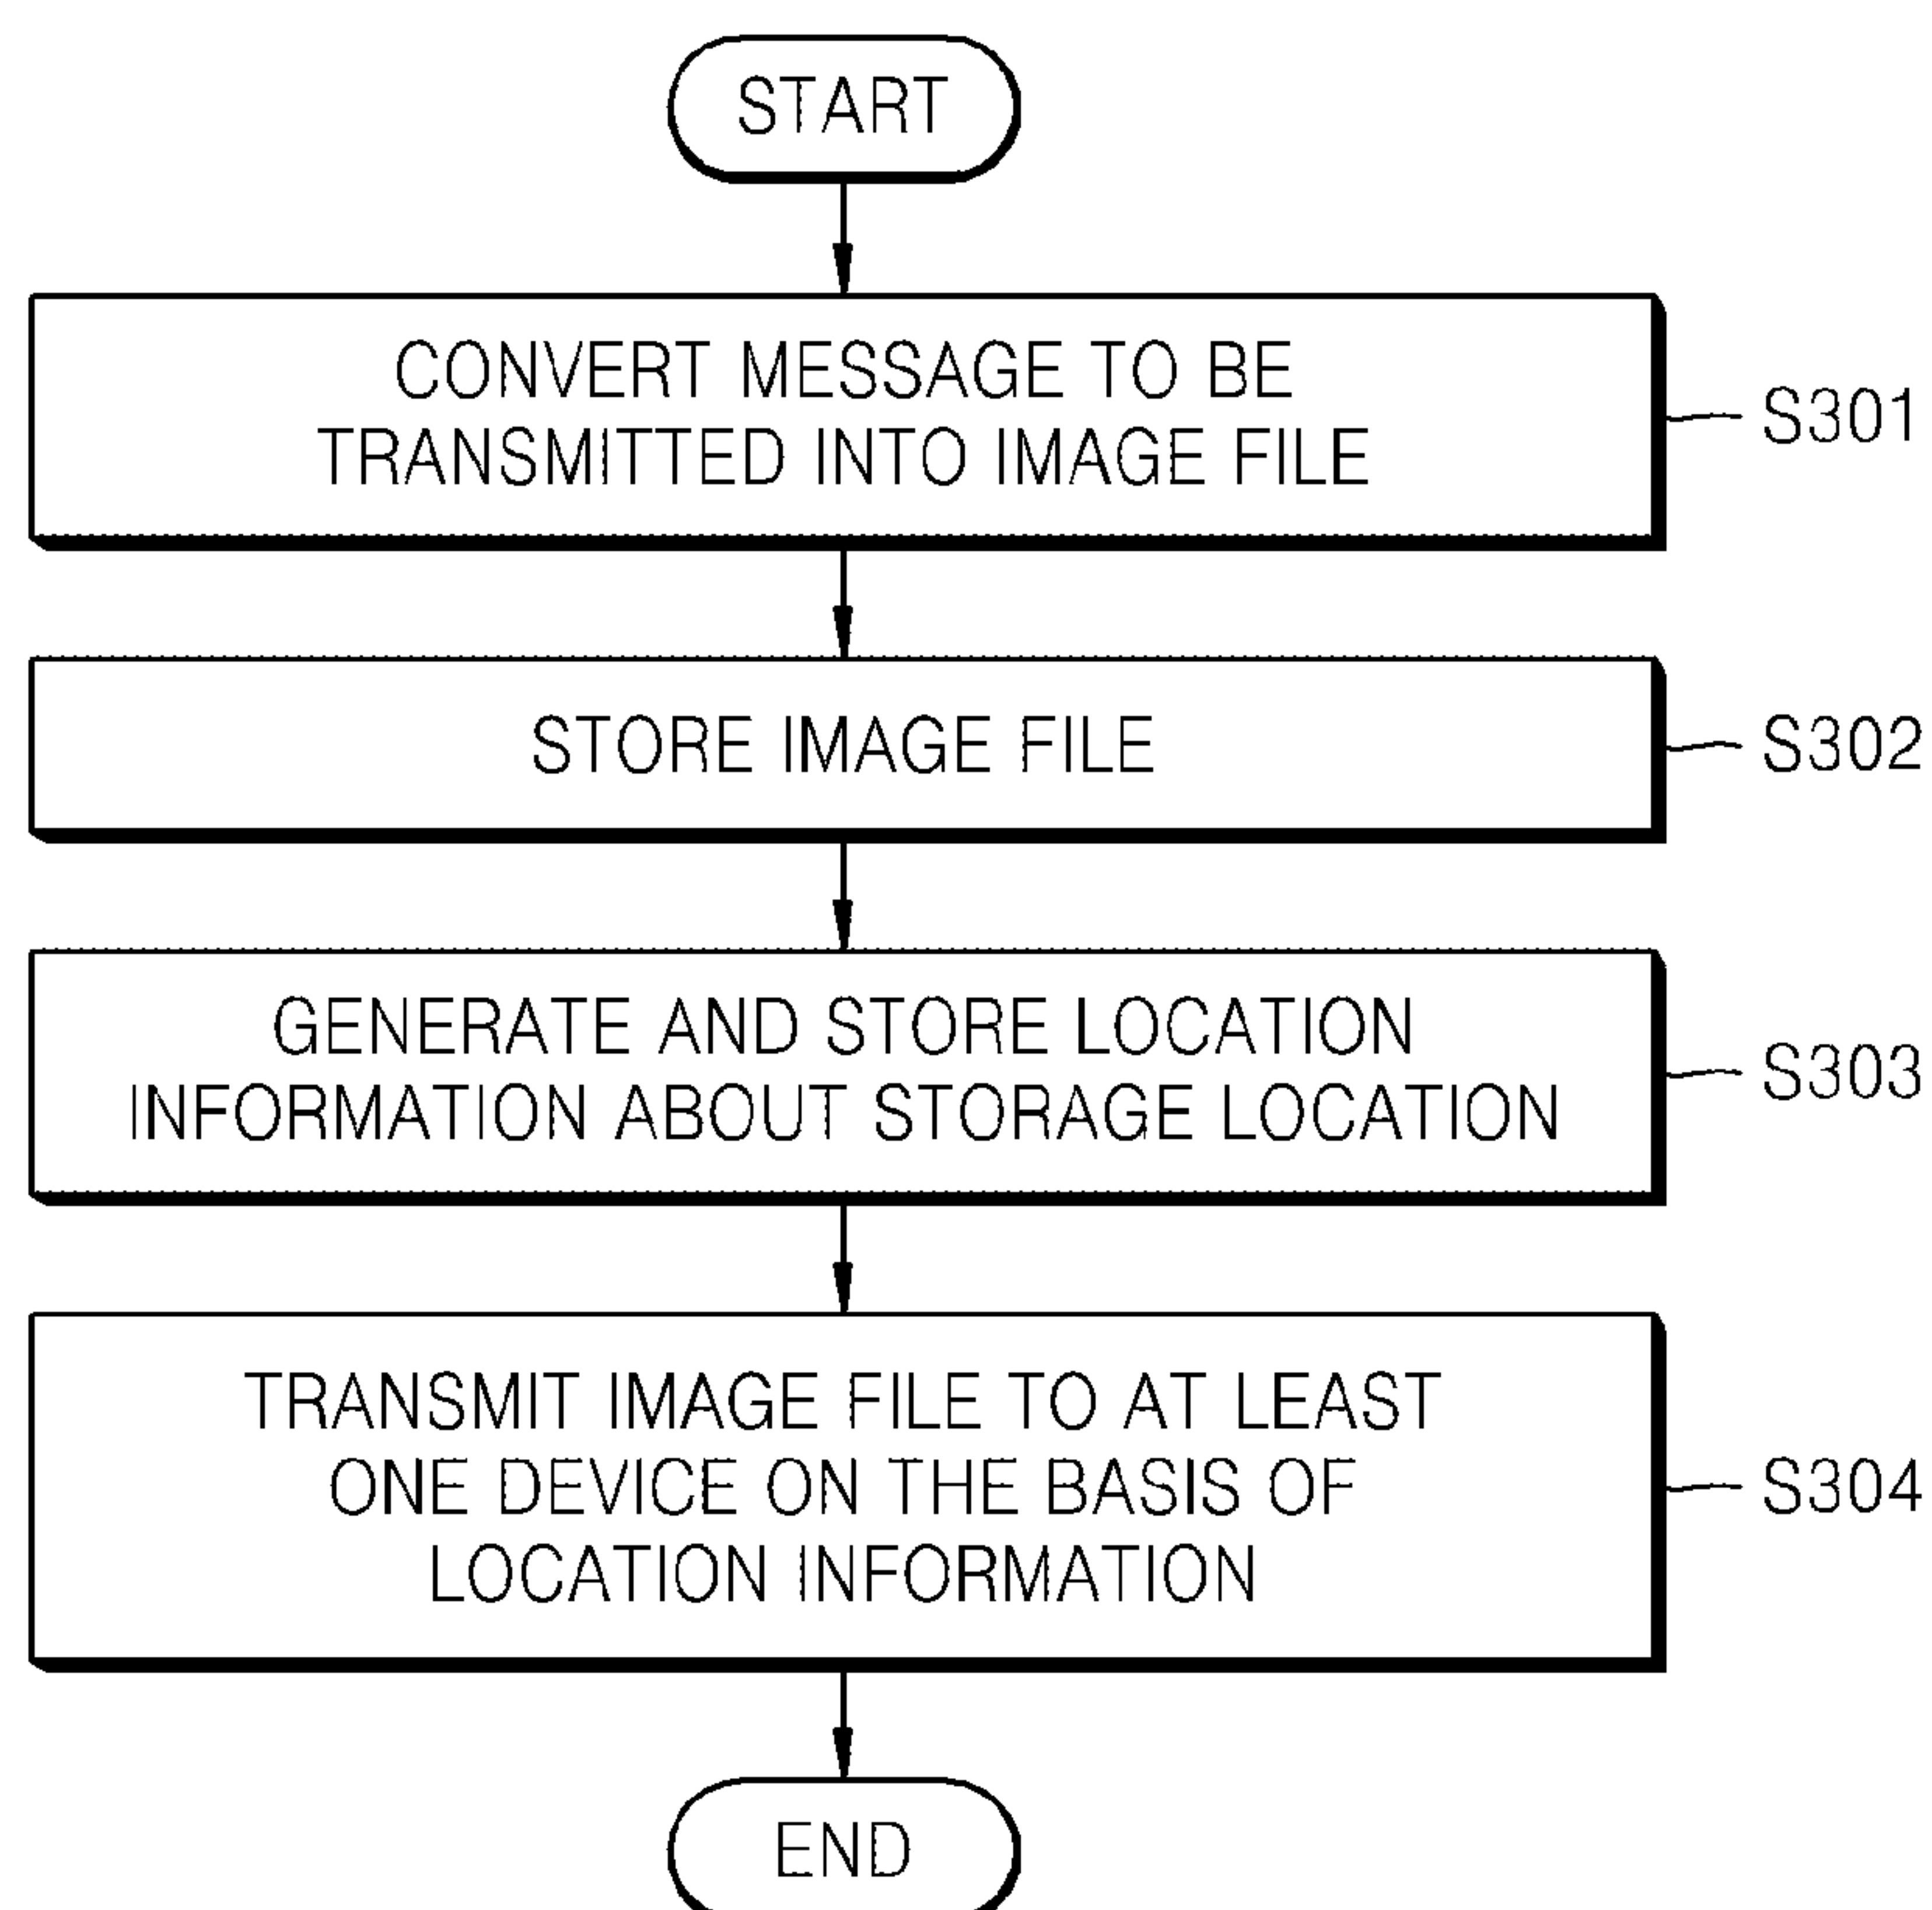 START
CONVERT MESSAGE TO BE
TRANSMITTED INTO IMAGE FILE
S301
STORE IMAGE FILE
S302
GENERATE AND STORE LOCATION
INFORMATION ABOUT STORAGE LOCATION
S303
TRANSMIT IMAGE FILE TO AT LEAST
ONE DEVICE ON THE BASIS OF
LOCATION INFORMATION
S304
END